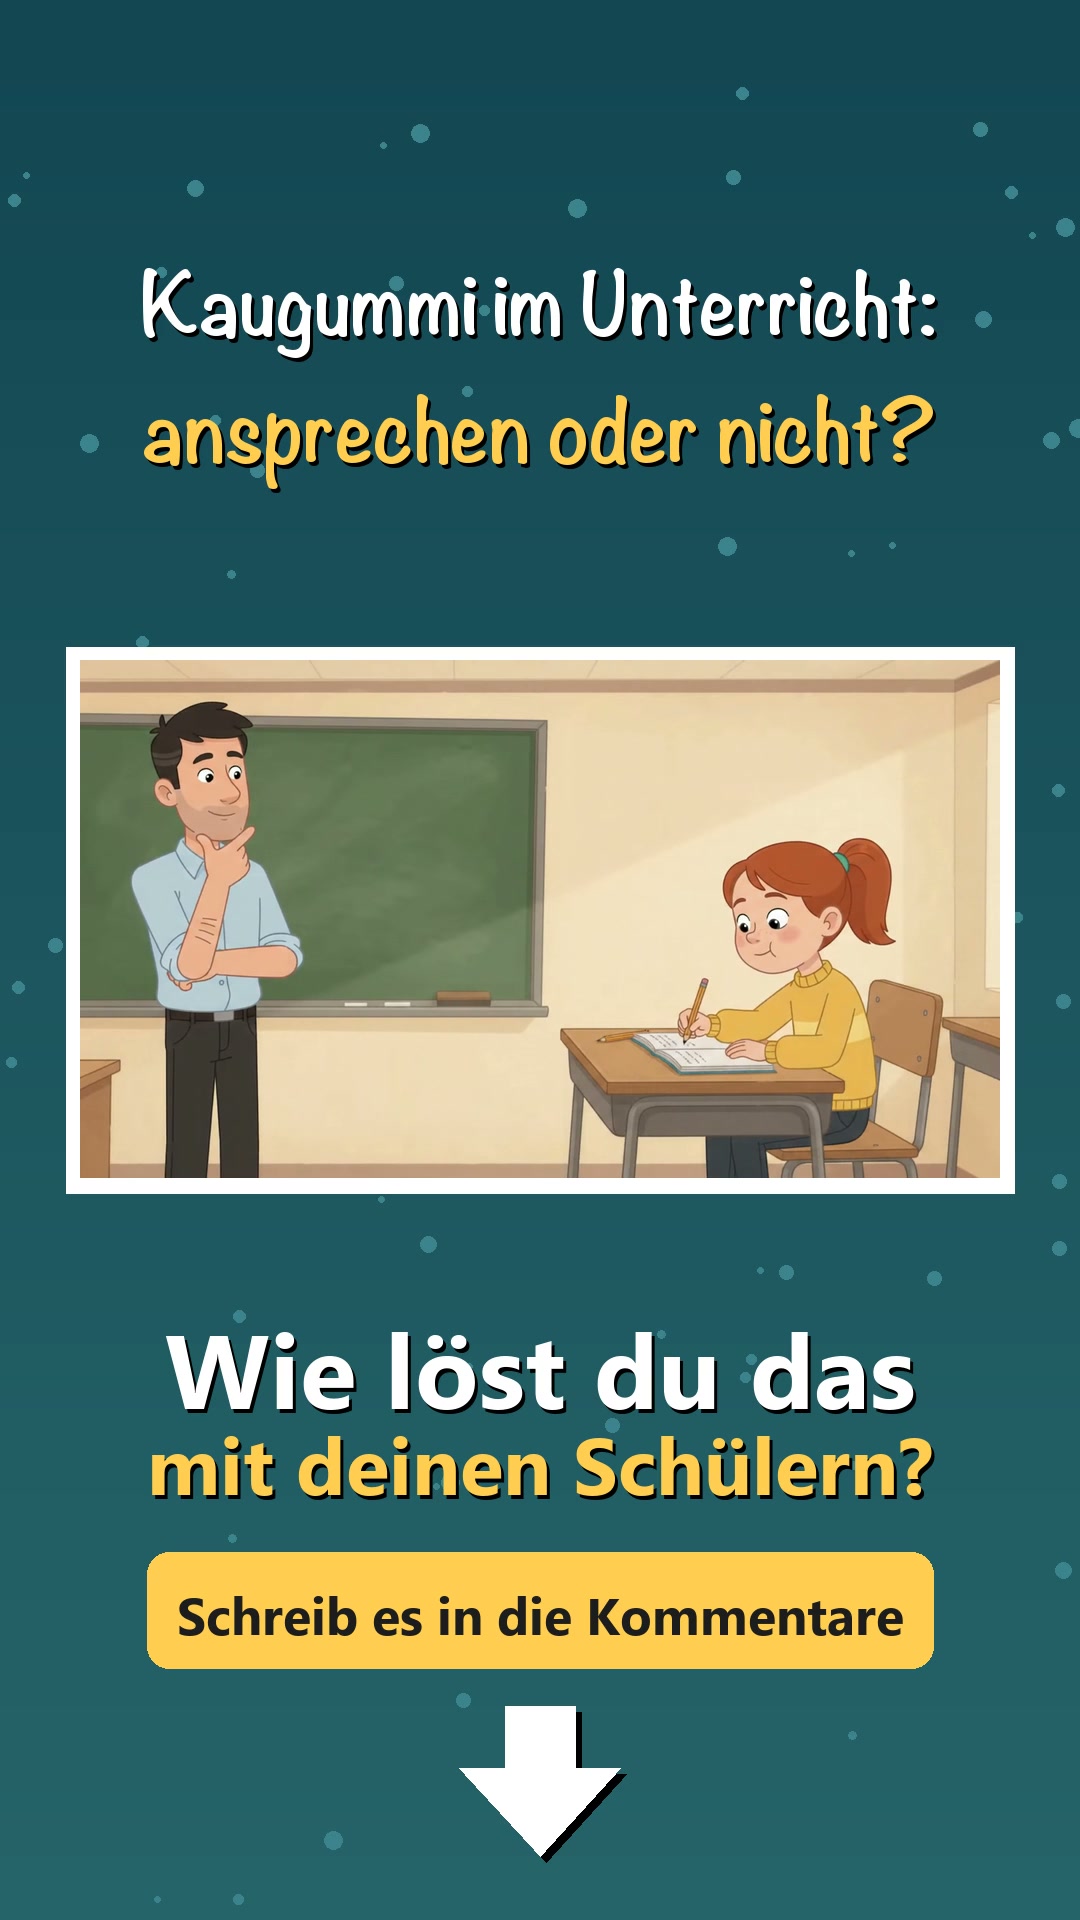 Kaugummi im Unterricht:
ansprechen oder nicht?
Wie löst du das
mit deinen Schülern?
Schreib es in die Kommentare